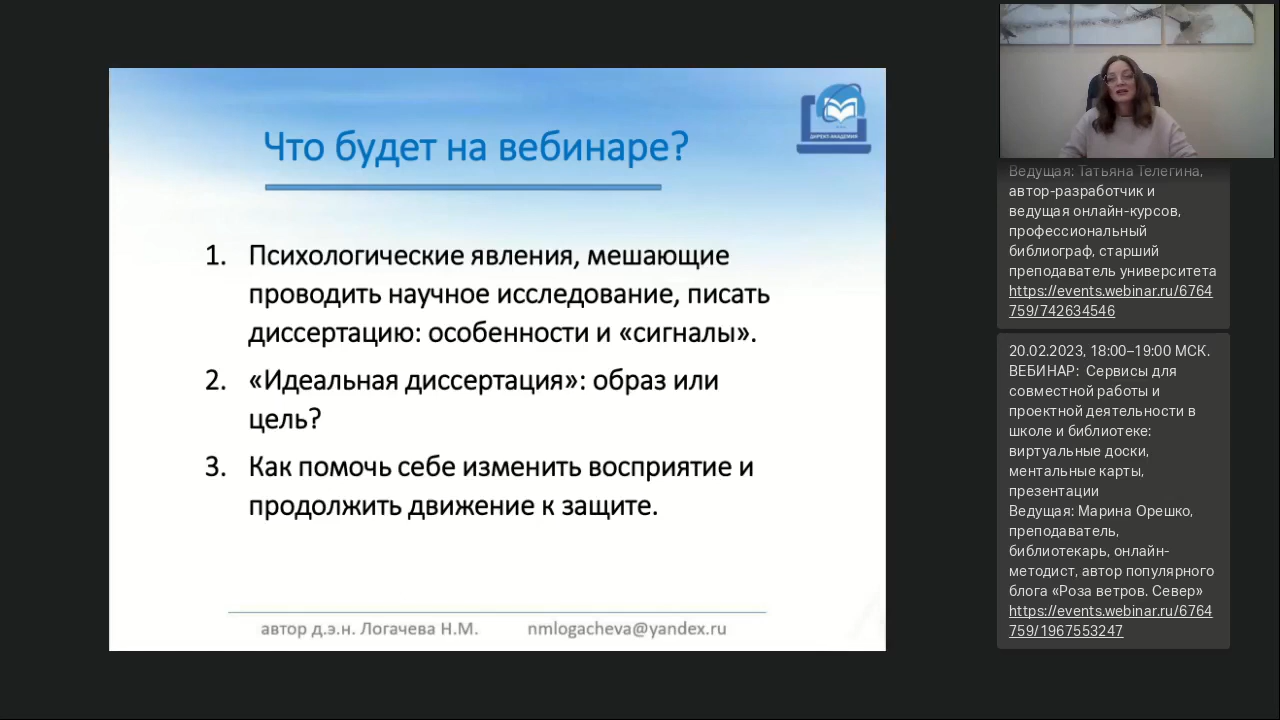 Что будет на вебинаре?
ДИРЕКТ-АКАДЕМИЯ
1. Психологические явления, мешающие
проводить научное исследование, писать
диссертацию: особенности и «сигналы».
2. «Идеальная диссертация»: образ или
цель?
3. Как помочь себе изменить восприятие и
продолжить движение к защите.
автор д.э.н. Логачева Н.М. nmlogacheva@yandex.ru
Ведущая: Татьяна Телегина,
автор-разработчик и
ведущая онлайн-курсов,
профессиональный
библиограф, старший
преподаватель университета
https://events.webinar.ru/6764
759/742634546
20.02.2023, 18:00–19:00 МСК.
ВЕБИНАР: Сервисы для
совместной работы и
проектной деятельности в
школе и библиотеке:
виртуальные доски,
ментальные карты,
презентации
Ведущая: Марина Орешко,
преподаватель,
библиотекарь, онлайн-
методист, автор популярного
блога «Роза ветров. Север»
https://events.webinar.ru/6764
759/1967553247